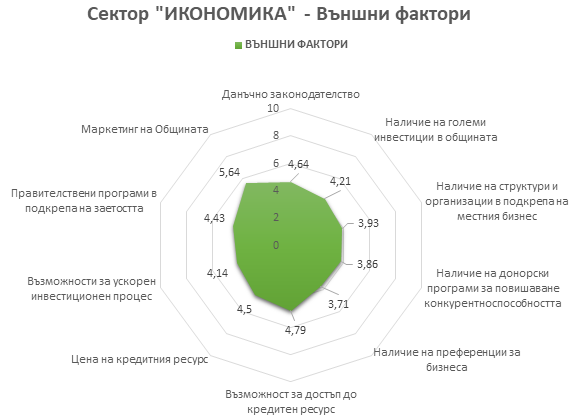 Сектор "ИКОНОМИКА" - Външни фактори
ВЪНШНИ ФАКТОРИ
Данъчно законодателство
10
8
6
4
2
0
Наличие на големи
инвестиции в общината
Наличие на структури и
организации в подкрепа на
местния бизнес
Наличие на донорски
програми за повишаване
конкурентноспособността
Наличие на преференции за
бизнеса
Възможност за достъп до
кредитен ресурс
Цена на кредитния ресурс
Възможности за ускорен
инвестиционен процес
Правителствени програми в
подкрепа на заетостта
Маркетинг на Общината
4,64
4,21
3,93
3,86
3,71
4,79
4,5
4,14
4,43
5,64